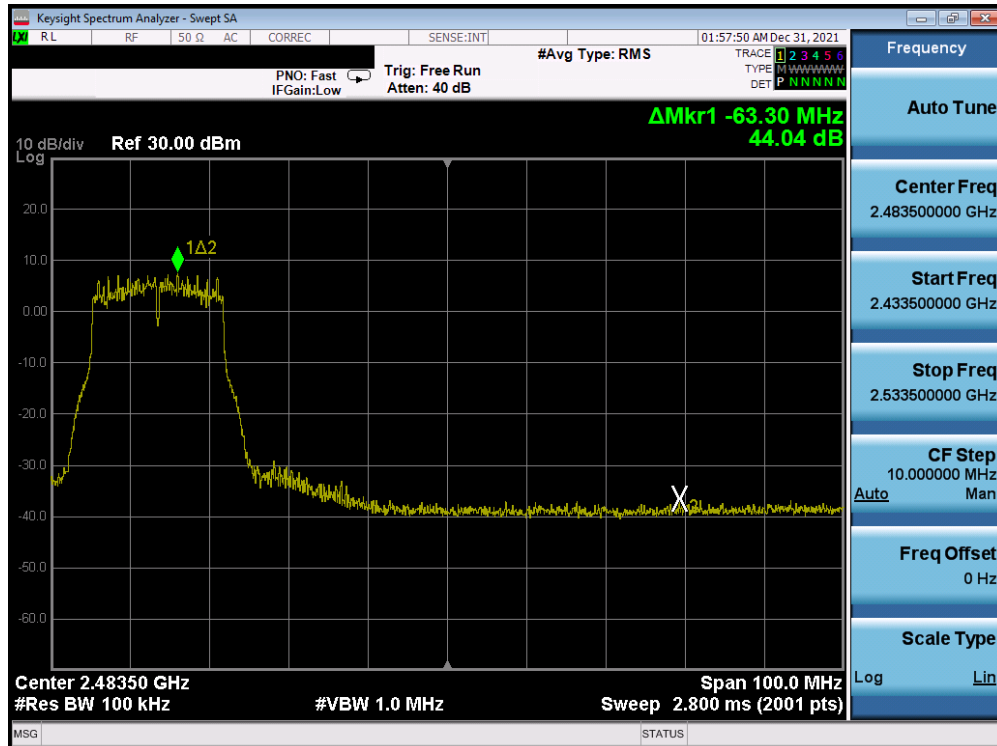 Keysight Spectrum Analyzer - Swept SA
LXI RL RF 50 Ω AC CORREC SENSE:INT 01:57:50 AM Dec 31, 2021
PNO: Fast Trig: Free Run #Avg Type: RMS TRACE 1 2 3 4 5 6
IFGain:Low Atten: 40 dB TYPE M W W W W W
DET P N N N N N
ΔMkr1 -63.30 MHz
44.04 dB
10 dB/div Ref 30.00 dBm
Log
20.0
1Δ2
10.0
0.00
-10.0
-20.0
-30.0
-40.0
-50.0
-60.0
Center 2.48350 GHz Span 100.0 MHz
#Res BW 100 kHz #VBW 1.0 MHz Sweep 2.800 ms (2001 pts)
MSG STATUS
Frequency
Auto Tune
Center Freq
2.483500000 GHz
Start Freq
2.433500000 GHz
Stop Freq
2.533500000 GHz
CF Step
10.000000 MHz
Auto Man
Freq Offset
0 Hz
Scale Type
Log Lin